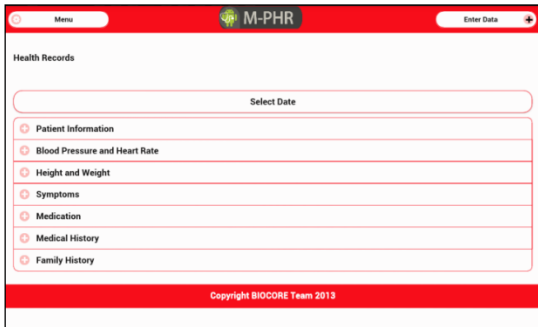 Menu
M-PHR
Enter Data
Health Records
Select Date
Patient Information
Blood Pressure and Heart Rate
Height and Weight
Symptoms
Medication
Medical History
Family History
Copyright BIOCORE Team 2013